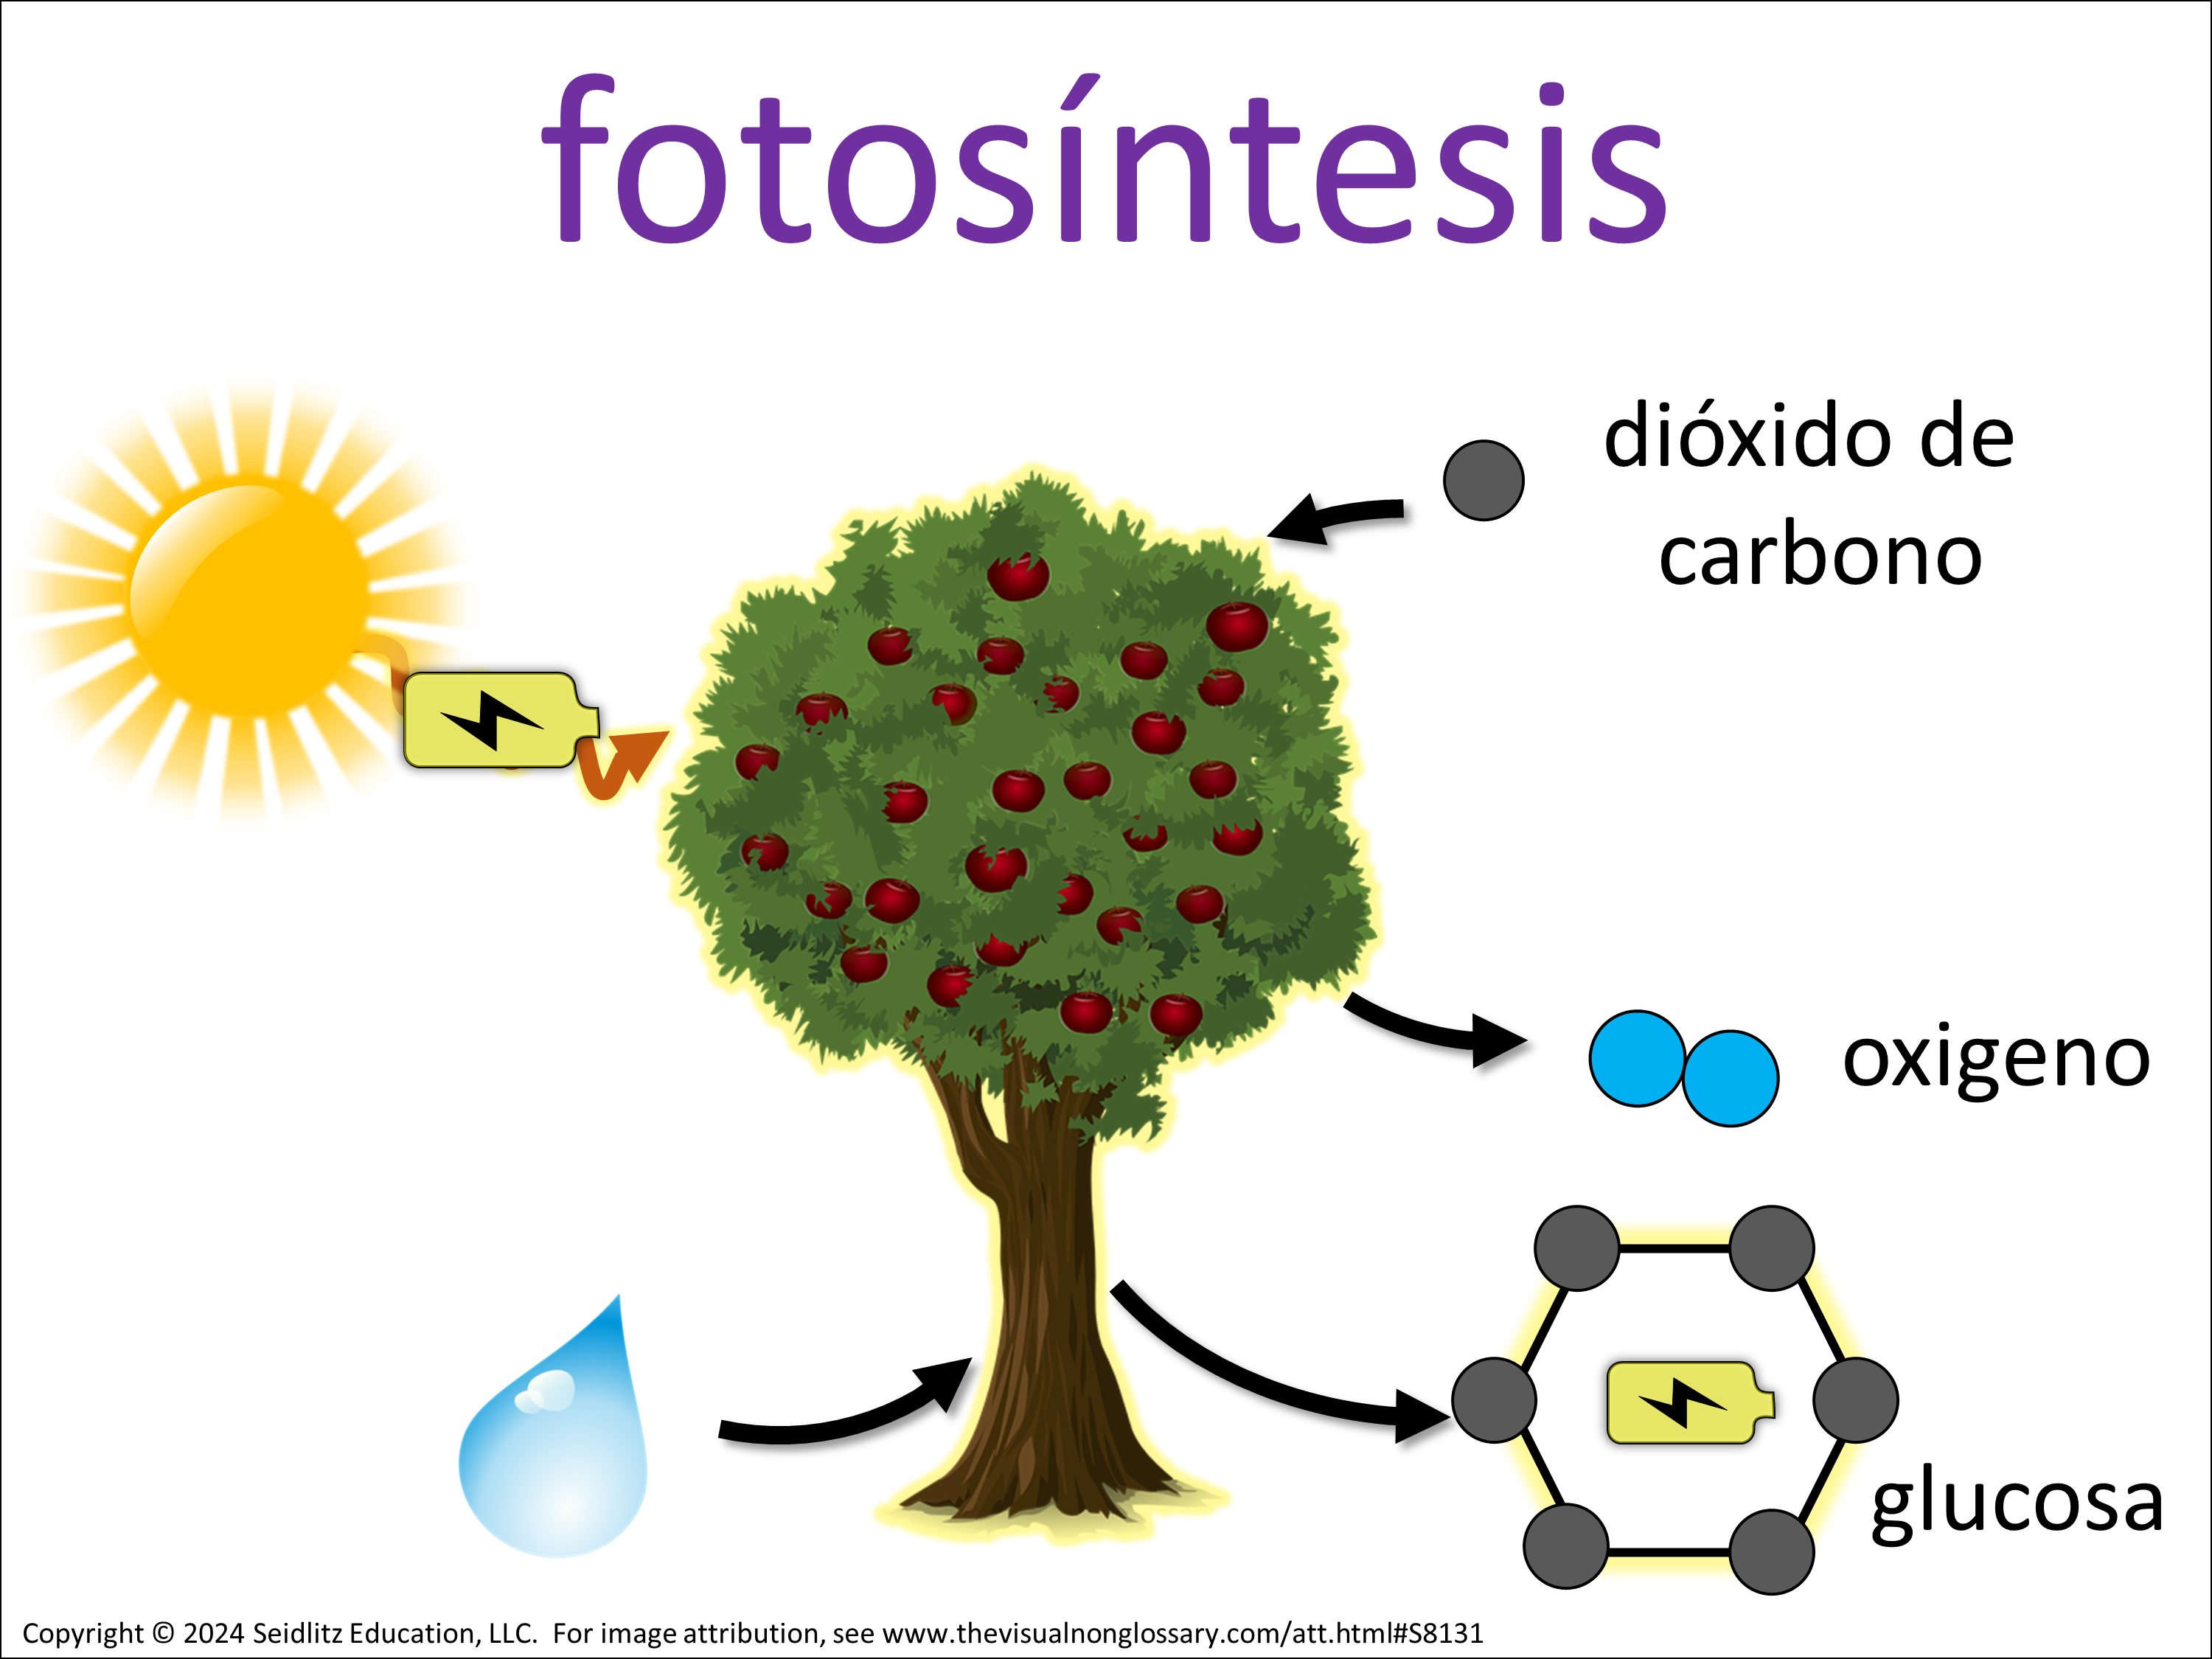 fotosíntesis
dióxido de
carbono
oxigeno
glucosa
Copyright © 2024 Seidlitz Education, LLC.  For image attribution, see www.thevisualnonglossary.com/att.html#S8131